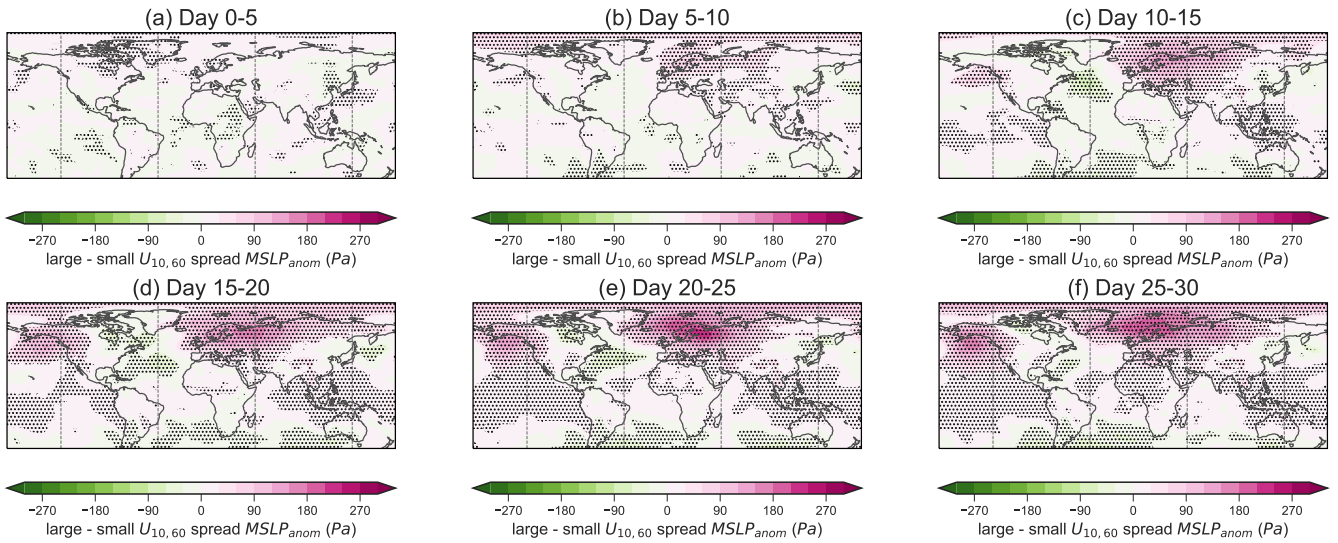 (a) Day 0-5
(b) Day 5-10
(c) Day 10-15
−270 −180 −90 0 90 180 270
−270 −180 −90 0 90 180 270
−270 −180 −90 0 90 180 270
large - small U10, 60 spread MSLPanom (Pa)
large - small U10, 60 spread MSLPanom (Pa)
large - small U10, 60 spread MSLPanom (Pa)
(d) Day 15-20
(e) Day 20-25
(f) Day 25-30
−270 −180 −90 0 90 180 270
−270 −180 −90 0 90 180 270
−270 −180 −90 0 90 180 270
large - small U10, 60 spread MSLPanom (Pa)
large - small U10, 60 spread MSLPanom (Pa)
large - small U10, 60 spread MSLPanom (Pa)